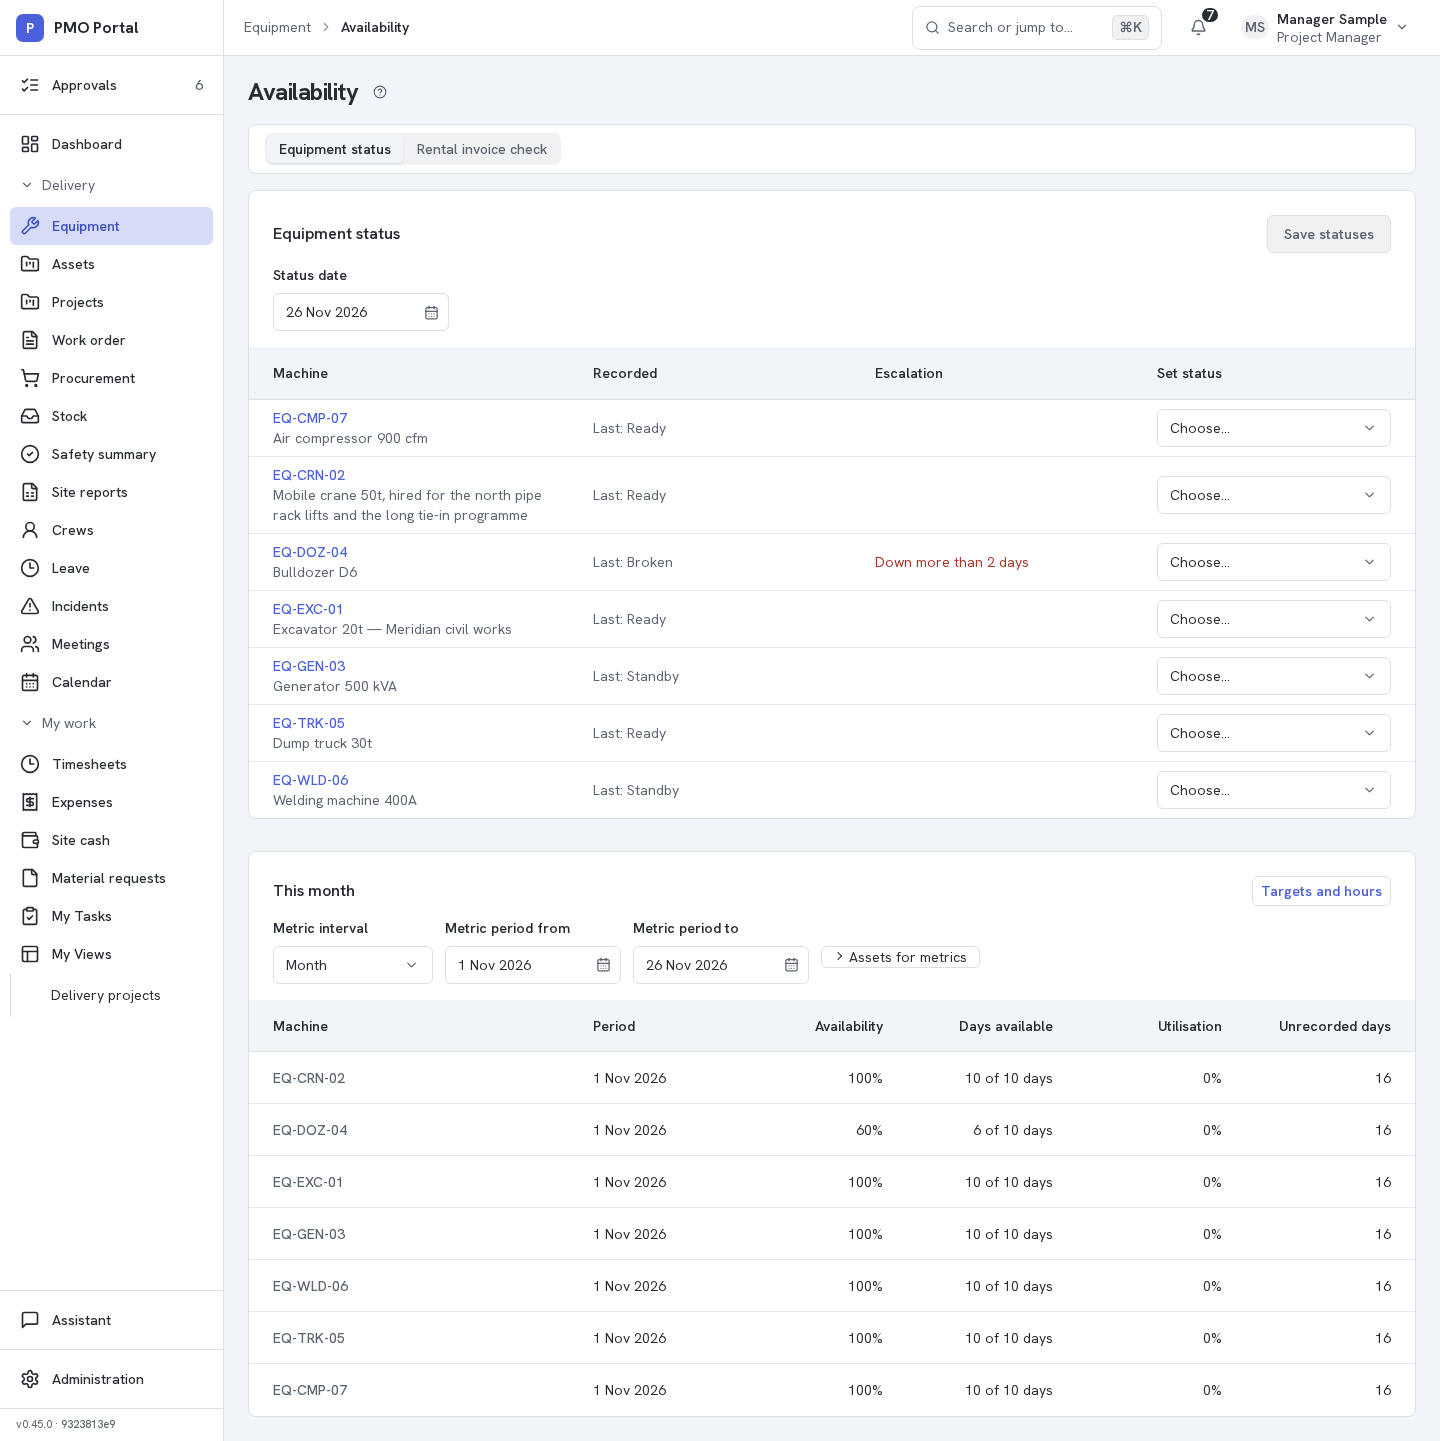 P PMO Portal
Equipment > Availability
Search or jump to... ⌘K
7
MS
Manager Sample
Project Manager
Approvals 6
Dashboard
Delivery
Equipment
Assets
Projects
Work order
Procurement
Stock
Safety summary
Site reports
Crews
Leave
Incidents
Meetings
Calendar
My work
Timesheets
Expenses
Site cash
Material requests
My Tasks
My Views
Delivery projects
Assistant
Administration
v0.45.0 · 9323813e9
Availability
Equipment status Rental invoice check
Equipment status Save statuses
Status date
26 Nov 2026
Machine Recorded Escalation Set status
EQ-CMP-07
Air compressor 900 cfm
Last: Ready Choose...
EQ-CRN-02
Mobile crane 50t, hired for the north pipe
rack lifts and the long tie-in programme
Last: Ready Choose...
EQ-DOZ-04
Bulldozer D6
Last: Broken Down more than 2 days Choose...
EQ-EXC-01
Excavator 20t — Meridian civil works
Last: Ready Choose...
EQ-GEN-03
Generator 500 kVA
Last: Standby Choose...
EQ-TRK-05
Dump truck 30t
Last: Ready Choose...
EQ-WLD-06
Welding machine 400A
Last: Standby Choose...
This month Targets and hours
Metric interval Metric period from Metric period to
Month 1 Nov 2026 26 Nov 2026 Assets for metrics
Machine Period Availability Days available Utilisation Unrecorded days
EQ-CRN-02 1 Nov 2026 100% 10 of 10 days 0% 16
EQ-DOZ-04 1 Nov 2026 60% 6 of 10 days 0% 16
EQ-EXC-01 1 Nov 2026 100% 10 of 10 days 0% 16
EQ-GEN-03 1 Nov 2026 100% 10 of 10 days 0% 16
EQ-WLD-06 1 Nov 2026 100% 10 of 10 days 0% 16
EQ-TRK-05 1 Nov 2026 100% 10 of 10 days 0% 16
EQ-CMP-07 1 Nov 2026 100% 10 of 10 days 0% 16